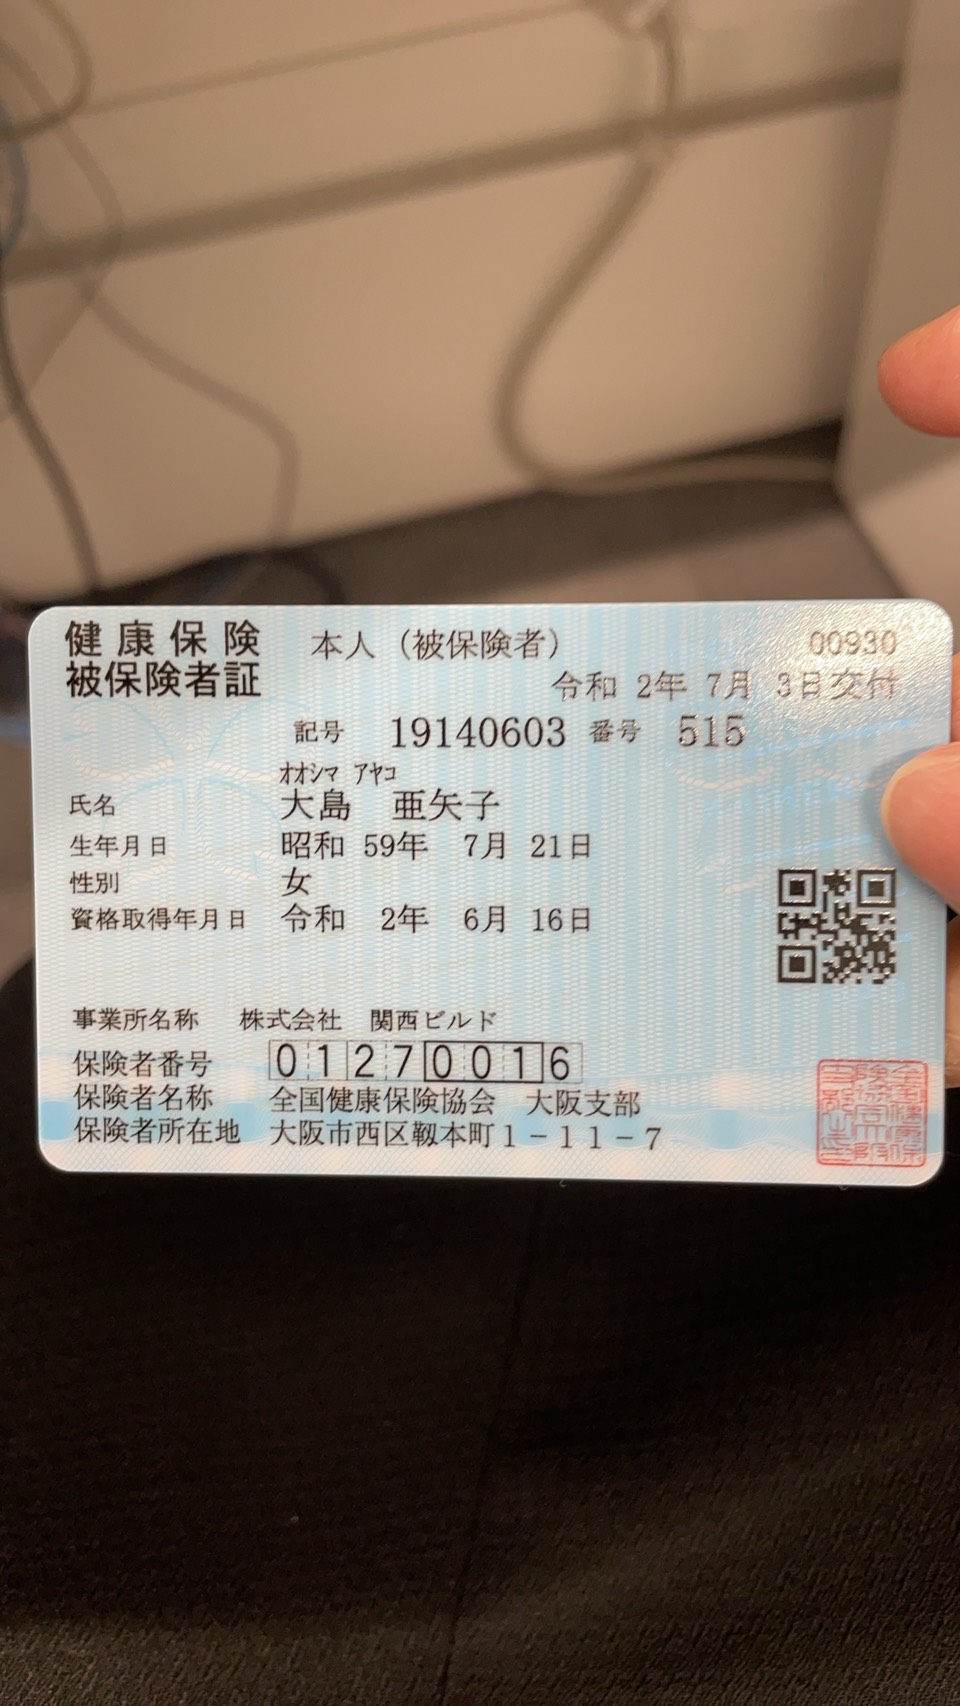 健康保険 本人（被保険者） 00930
被保険者証 令和 2年 7月 3日交付
記号 19140603 番号 515
ｵｵｼﾏ ｱﾔｺ
氏名 大島 亜矢子
生年月日 昭和 59年 7月 21日
性別 女
資格取得年月日 令和 2年 6月 16日
事業所名称 株式会社 関西ビルド
保険者番号 01270016
保険者名称 全国健康保険協会 大阪支部
保険者所在地 大阪市西区靱本町１－１１－７